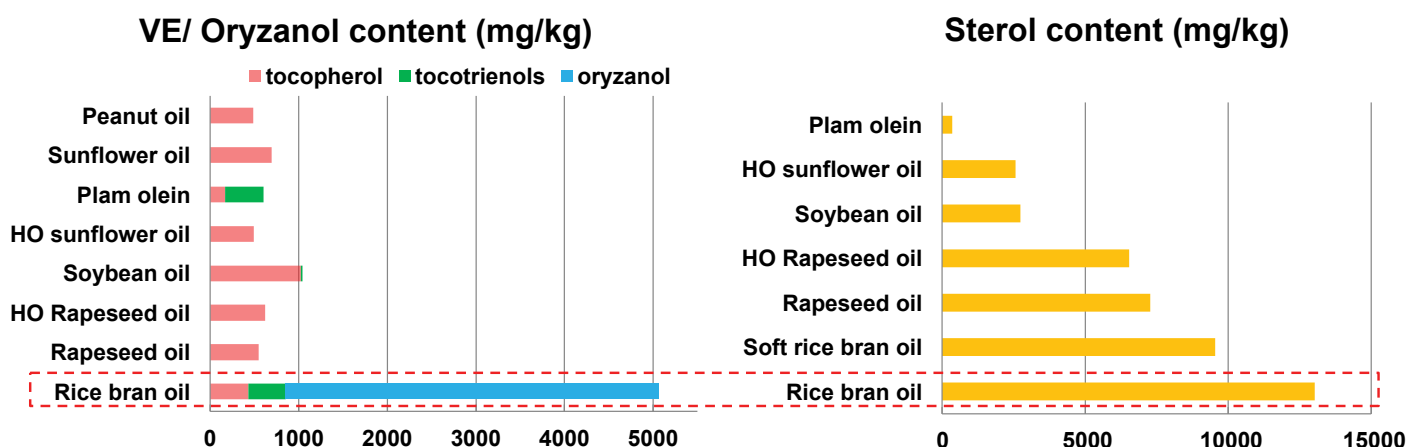 VE/ Oryzanol content (mg/kg)
tocopherol tocotrienols oryzanol
Peanut oil
Sunflower oil
Plam olein
HO sunflower oil
Soybean oil
HO Rapeseed oil
Rapeseed oil
Rice bran oil
0 1000 2000 3000 4000 5000
Sterol content (mg/kg)
Plam olein
HO sunflower oil
Soybean oil
HO Rapeseed oil
Rapeseed oil
Soft rice bran oil
Rice bran oil
0 5000 10000 15000